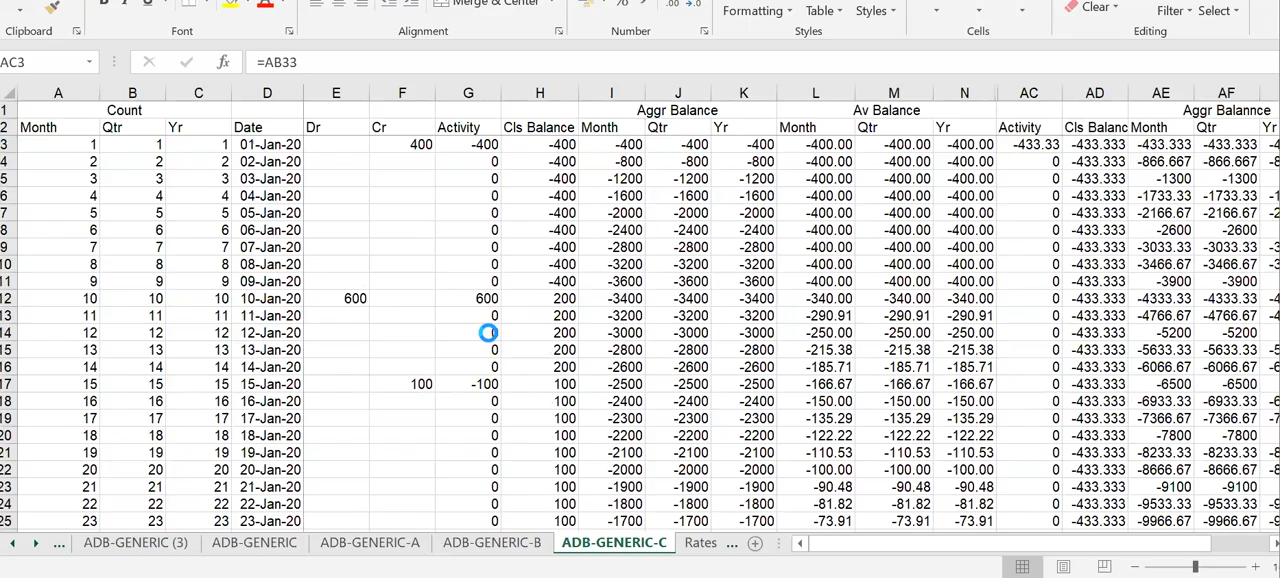 Merge & Center
Formatting Table Styles
Clear
Filter Select
Clipboard Font Alignment Number Styles Cells Editing
AC3 fx =AB33
A B C D E F G H I J K L M N AC AD AE AF
1 Count Aggr Balance Av Balance Aggr Balannce
2 Month Qtr Yr Date Dr Cr Activity Cls Balance Month Qtr Yr Month Qtr Yr Activity Cls Balanc Month Qtr Yr
3 1 1 1 01-Jan-20 400 -400 -400 -400 -400 -400 -400.00 -400.00 -400.00 -433.33 -433.333 -433.333 -433.333
4 2 2 2 02-Jan-20 0 -400 -800 -800 -800 -400.00 -400.00 -400.00 0 -433.333 -866.667 -866.667
5 3 3 3 03-Jan-20 0 -400 -1200 -1200 -1200 -400.00 -400.00 -400.00 0 -433.333 -1300 -1300
6 4 4 4 04-Jan-20 0 -400 -1600 -1600 -1600 -400.00 -400.00 -400.00 0 -433.333 -1733.33 -1733.33
7 5 5 5 05-Jan-20 0 -400 -2000 -2000 -2000 -400.00 -400.00 -400.00 0 -433.333 -2166.67 -2166.67
8 6 6 6 06-Jan-20 0 -400 -2400 -2400 -2400 -400.00 -400.00 -400.00 0 -433.333 -2600 -2600
9 7 7 7 07-Jan-20 0 -400 -2800 -2800 -2800 -400.00 -400.00 -400.00 0 -433.333 -3033.33 -3033.33
10 8 8 8 08-Jan-20 0 -400 -3200 -3200 -3200 -400.00 -400.00 -400.00 0 -433.333 -3466.67 -3466.67
11 9 9 9 09-Jan-20 0 -400 -3600 -3600 -3600 -400.00 -400.00 -400.00 0 -433.333 -3900 -3900
12 10 10 10 10-Jan-20 600 600 200 -3400 -3400 -3400 -340.00 -340.00 -340.00 0 -433.333 -4333.33 -4333.33
13 11 11 11 11-Jan-20 0 200 -3200 -3200 -3200 -290.91 -290.91 -290.91 0 -433.333 -4766.67 -4766.67
14 12 12 12 12-Jan-20 0 200 -3000 -3000 -3000 -250.00 -250.00 -250.00 0 -433.333 -5200 -5200
15 13 13 13 13-Jan-20 0 200 -2800 -2800 -2800 -215.38 -215.38 -215.38 0 -433.333 -5633.33 -5633.33
16 14 14 14 14-Jan-20 0 200 -2600 -2600 -2600 -185.71 -185.71 -185.71 0 -433.333 -6066.67 -6066.67
17 15 15 15 15-Jan-20 100 -100 100 -2500 -2500 -2500 -166.67 -166.67 -166.67 0 -433.333 -6500 -6500
18 16 16 16 16-Jan-20 0 100 -2400 -2400 -2400 -150.00 -150.00 -150.00 0 -433.333 -6933.33 -6933.33
19 17 17 17 17-Jan-20 0 100 -2300 -2300 -2300 -135.29 -135.29 -135.29 0 -433.333 -7366.67 -7366.67
20 18 18 18 18-Jan-20 0 100 -2200 -2200 -2200 -122.22 -122.22 -122.22 0 -433.333 -7800 -7800
21 19 19 19 19-Jan-20 0 100 -2100 -2100 -2100 -110.53 -110.53 -110.53 0 -433.333 -8233.33 -8233.33
22 20 20 20 20-Jan-20 0 100 -2000 -2000 -2000 -100.00 -100.00 -100.00 0 -433.333 -8666.67 -8666.67
23 21 21 21 21-Jan-20 0 100 -1900 -1900 -1900 -90.48 -90.48 -90.48 0 -433.333 -9100 -9100
24 22 22 22 22-Jan-20 0 100 -1800 -1800 -1800 -81.82 -81.82 -81.82 0 -433.333 -9533.33 -9533.33
25 23 23 23 23-Jan-20 0 100 -1700 -1700 -1700 -73.91 -73.91 -73.91 0 -433.333 -9966.67 -9966.67
... ADB-GENERIC (3) ADB-GENERIC ADB-GENERIC-A ADB-GENERIC-B ADB-GENERIC-C Rates ...